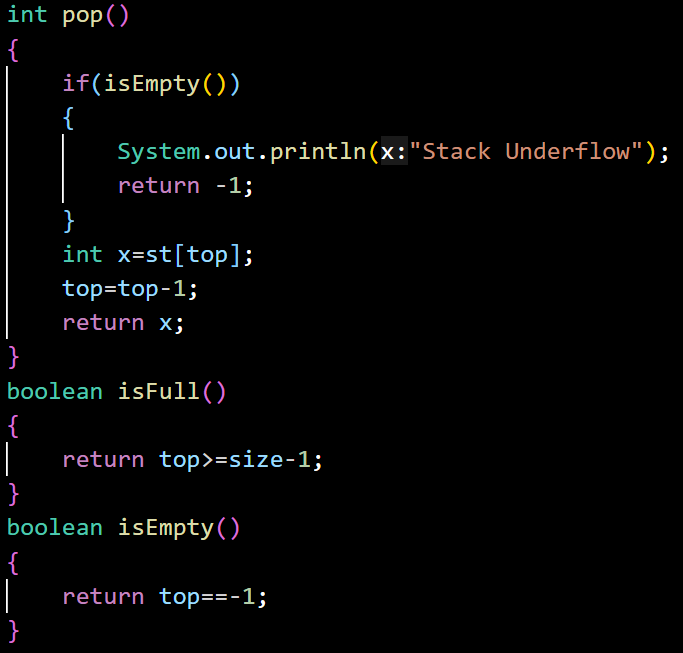 int pop()
{
    if(isEmpty())
    {
        System.out.println(x:"Stack Underflow");
        return -1;
    }
    int x=st[top];
    top=top-1;
    return x;
}
boolean isFull()
{
    return top>=size-1;
}
boolean isEmpty()
{
    return top==-1;
}